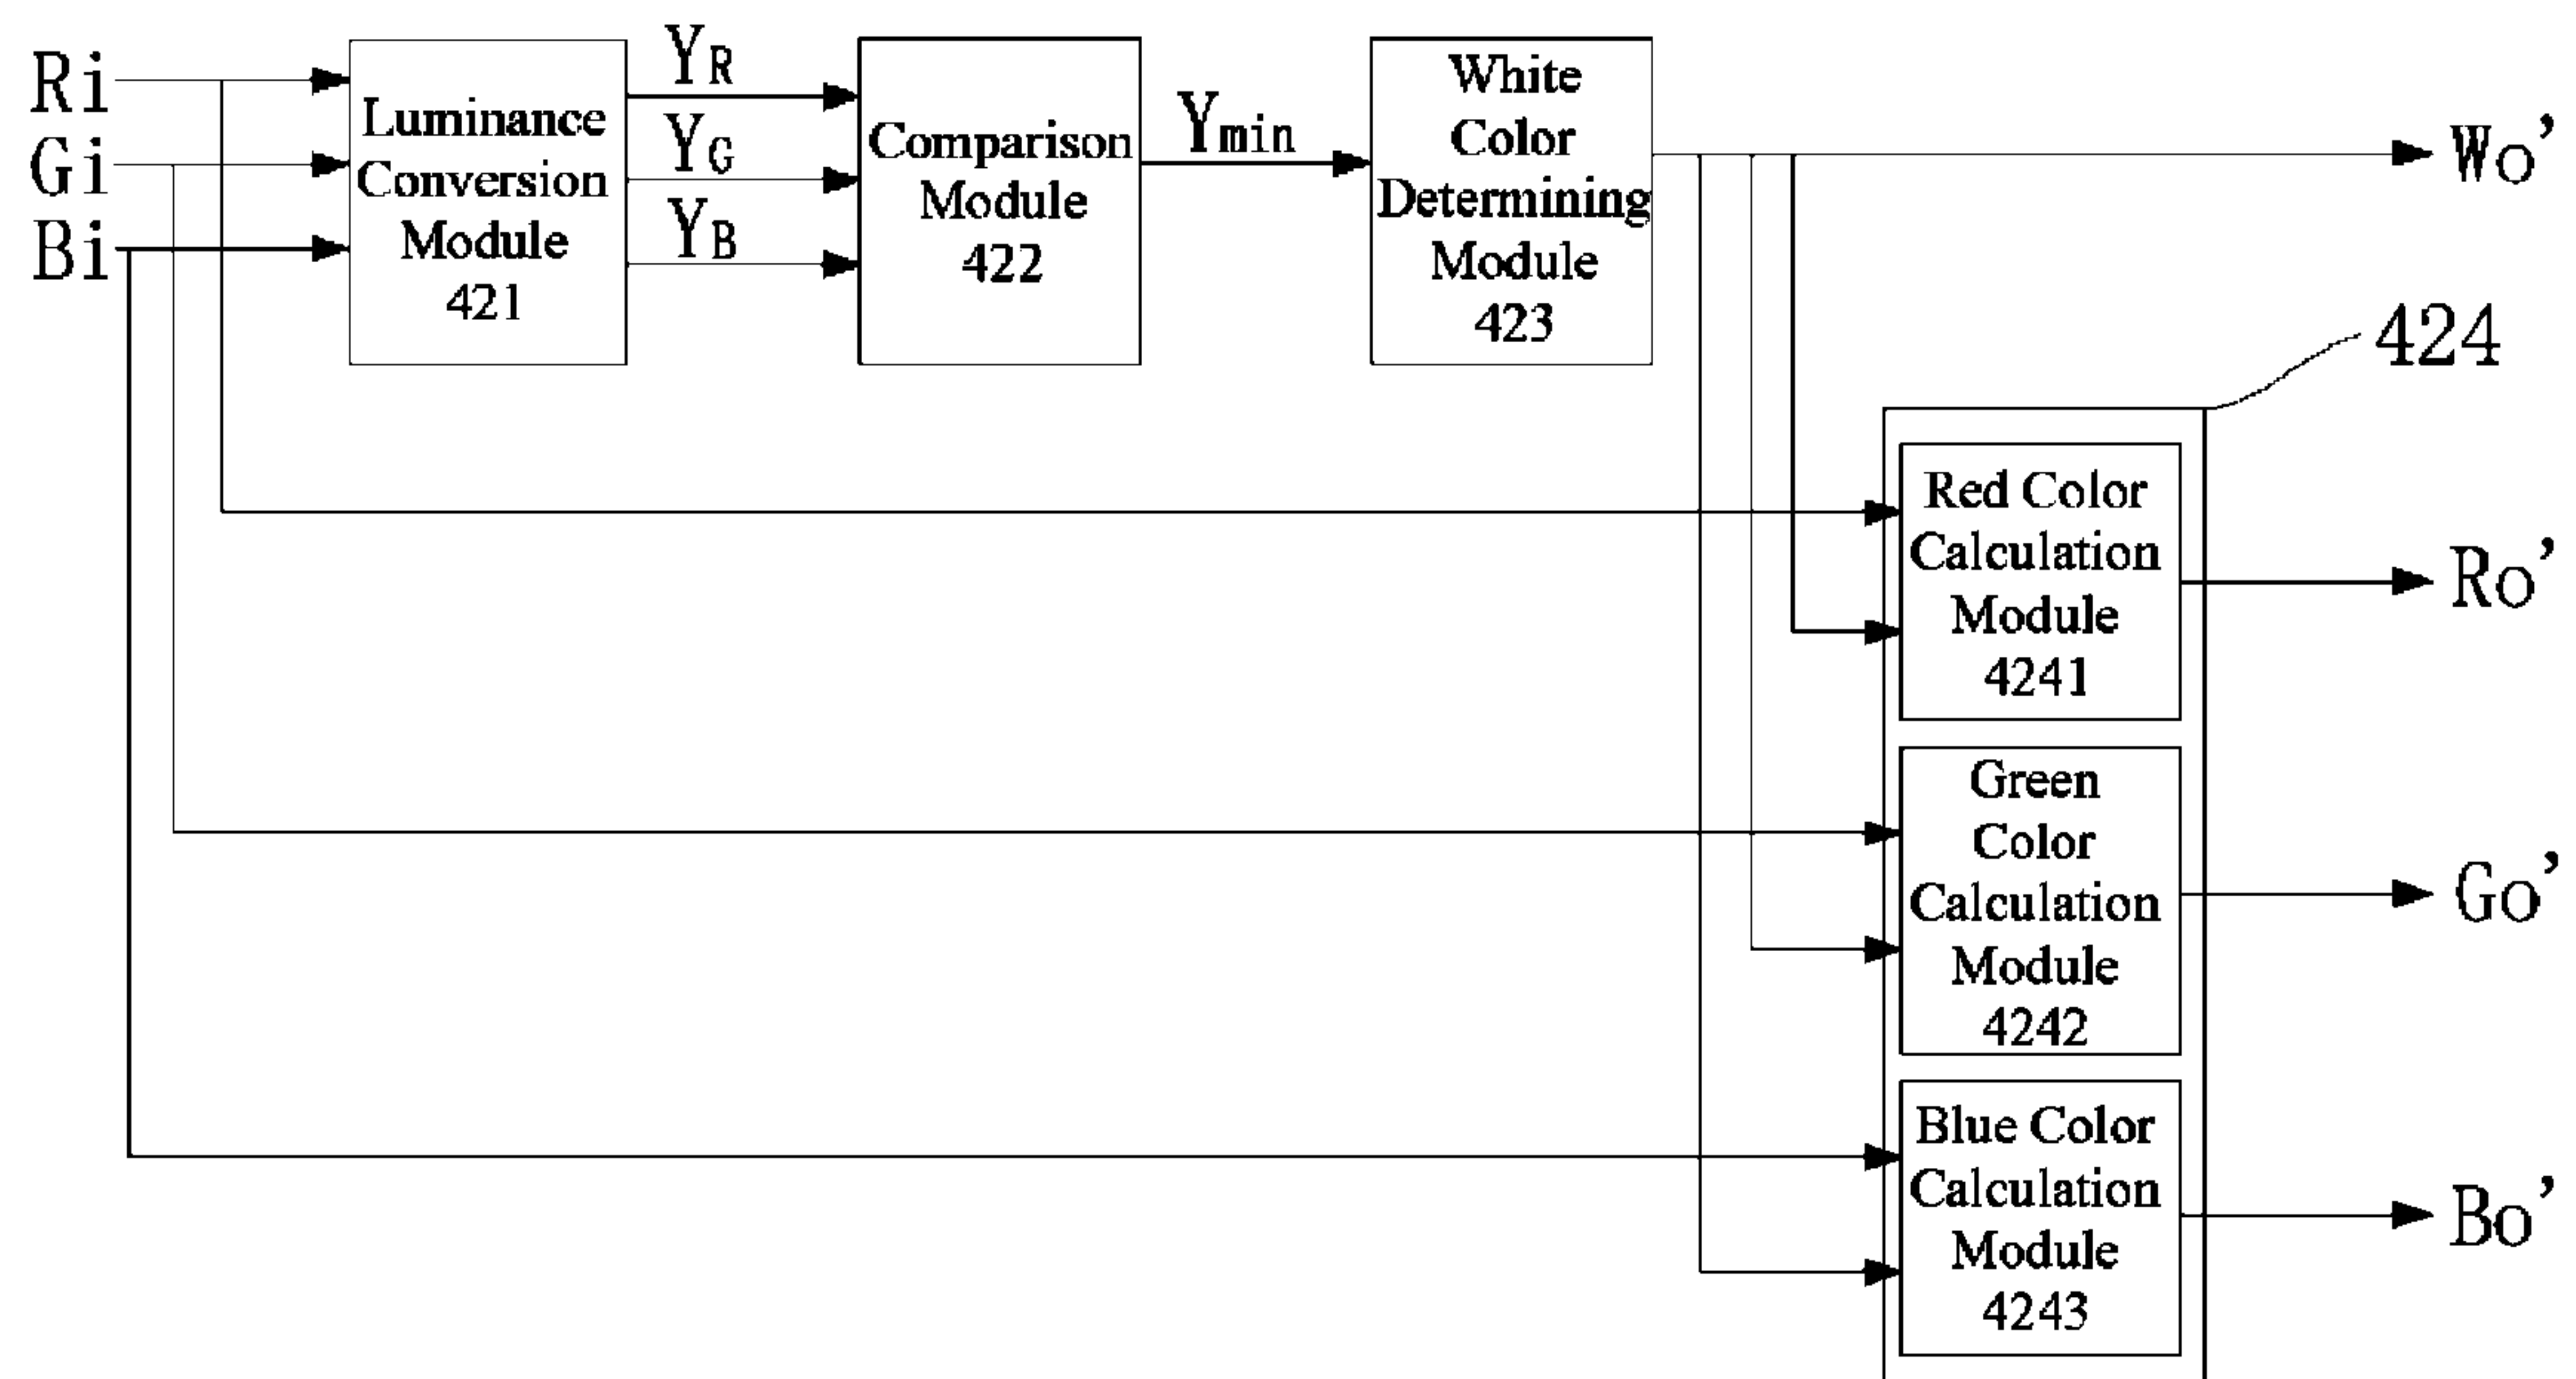 Ri
Gi
Bi
Luminance
Conversion
Module
421
YR
YG
YB
Comparison
Module
422
Ymin
White
Color
Determining
Module
423
Wo’
424
Red Color
Calculation
Module
4241
Ro’
Green
Color
Calculation
Module
4242
Go’
Blue Color
Calculation
Module
4243
Bo’